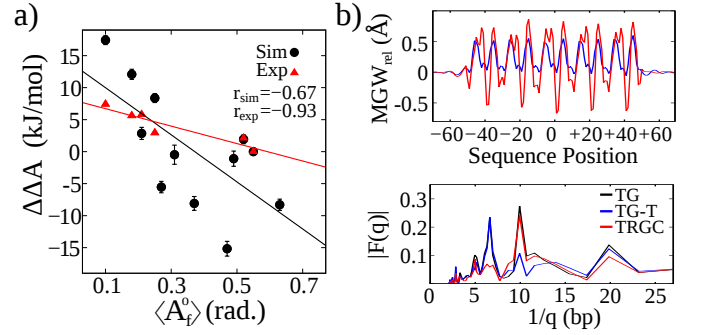 a)
ΔΔA (kJ/mol)
15
10
5
0
-5
-10
-15
Sim
Exp
r_sim=−0.67
r_exp=−0.93
0.1 0.3 0.5 0.7
⟨A_f^o⟩ (rad.)
b)
MGW_rel (Å)
0.5
0
-0.5
−60 −40 −20 0 +20 +40 +60
Sequence Position
|F(q)|
0.3
0.2
0.1
TG
TG-T
TRGC
0 5 10 15 20 25
1/q (bp)